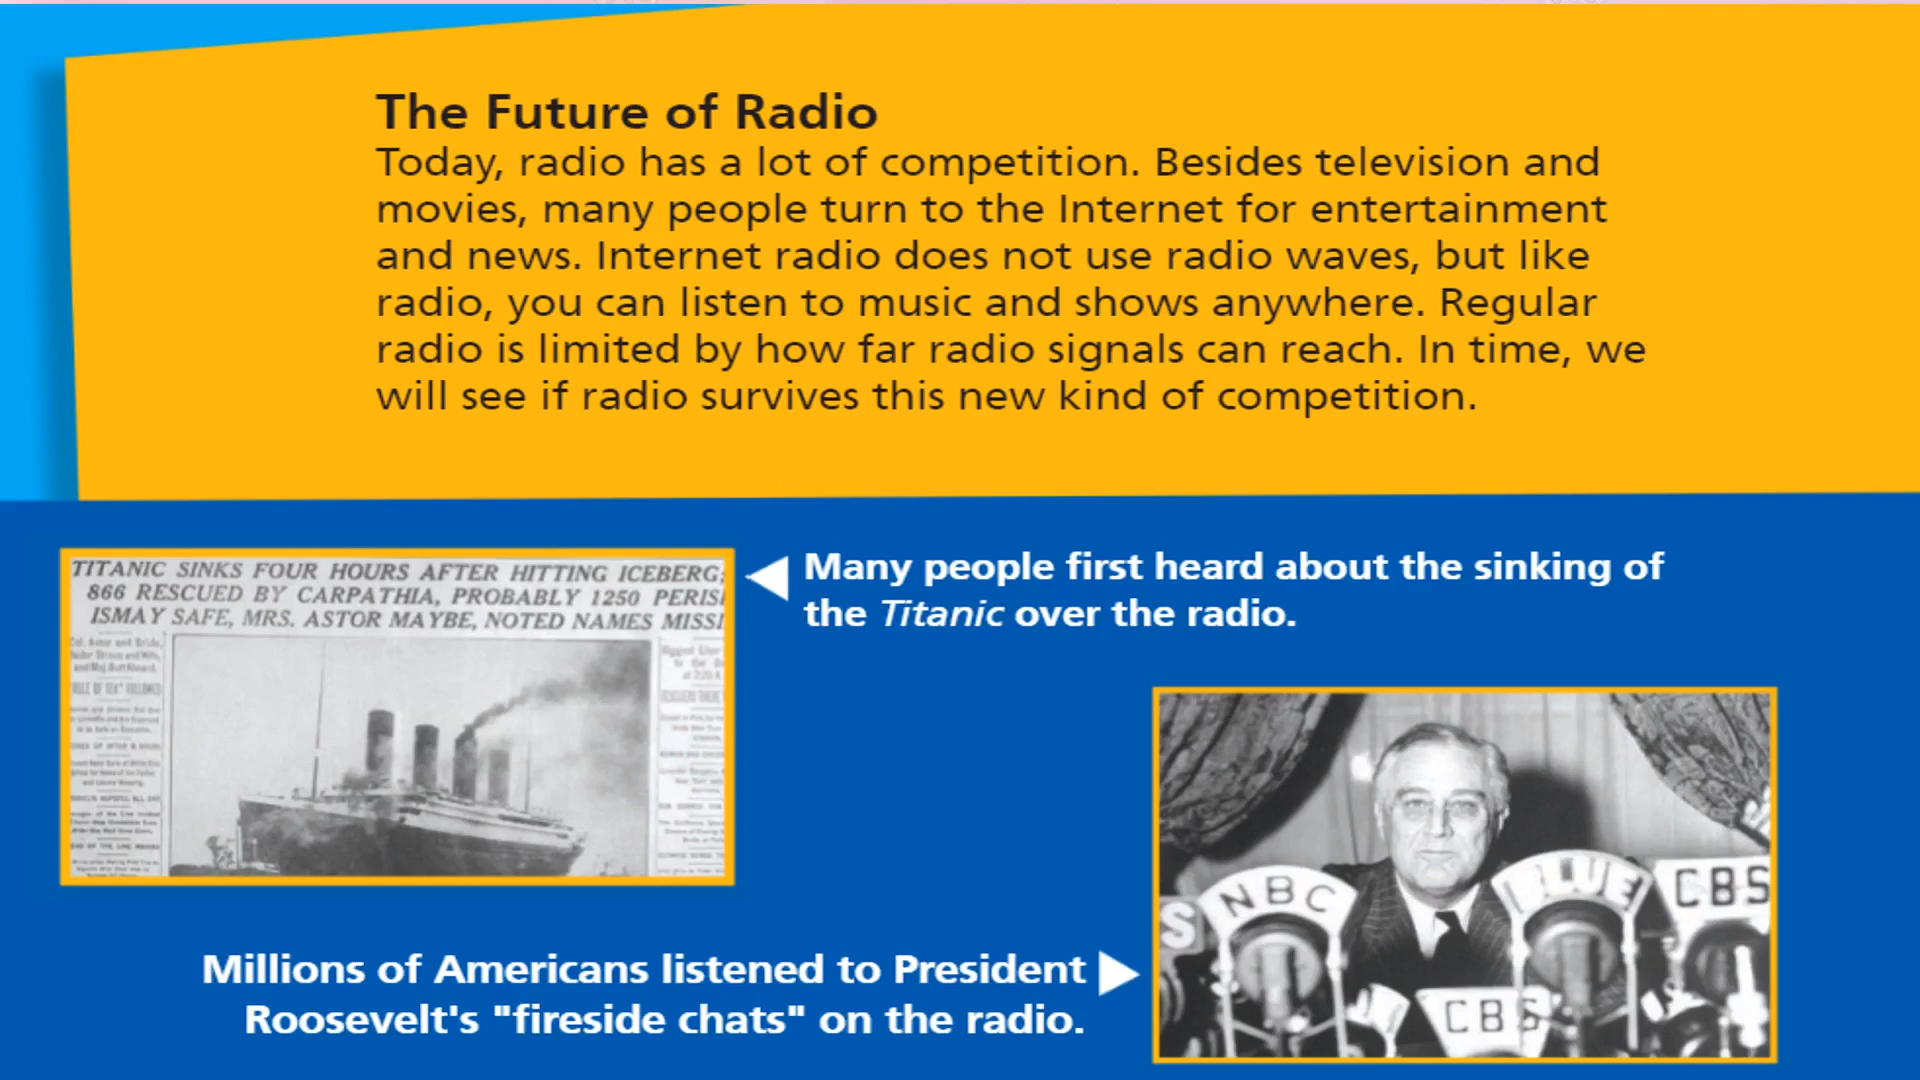 The Future of Radio
Today, radio has a lot of competition. Besides television and
movies, many people turn to the Internet for entertainment
and news. Internet radio does not use radio waves, but like
radio, you can listen to music and shows anywhere. Regular
radio is limited by how far radio signals can reach. In time, we
will see if radio survives this new kind of competition.
TITANIC SINKS FOUR HOURS AFTER HITTING ICEBERG;
866 RESCUED BY CARPATHIA, PROBABLY 1250 PERIS
ISMAY SAFE, MRS. ASTOR MAYBE, NOTED NAMES MISSI
Many people first heard about the sinking of
the Titanic over the radio.
S
NBC
BLUE
CBS
CBS
Millions of Americans listened to President
Roosevelt's "fireside chats" on the radio.